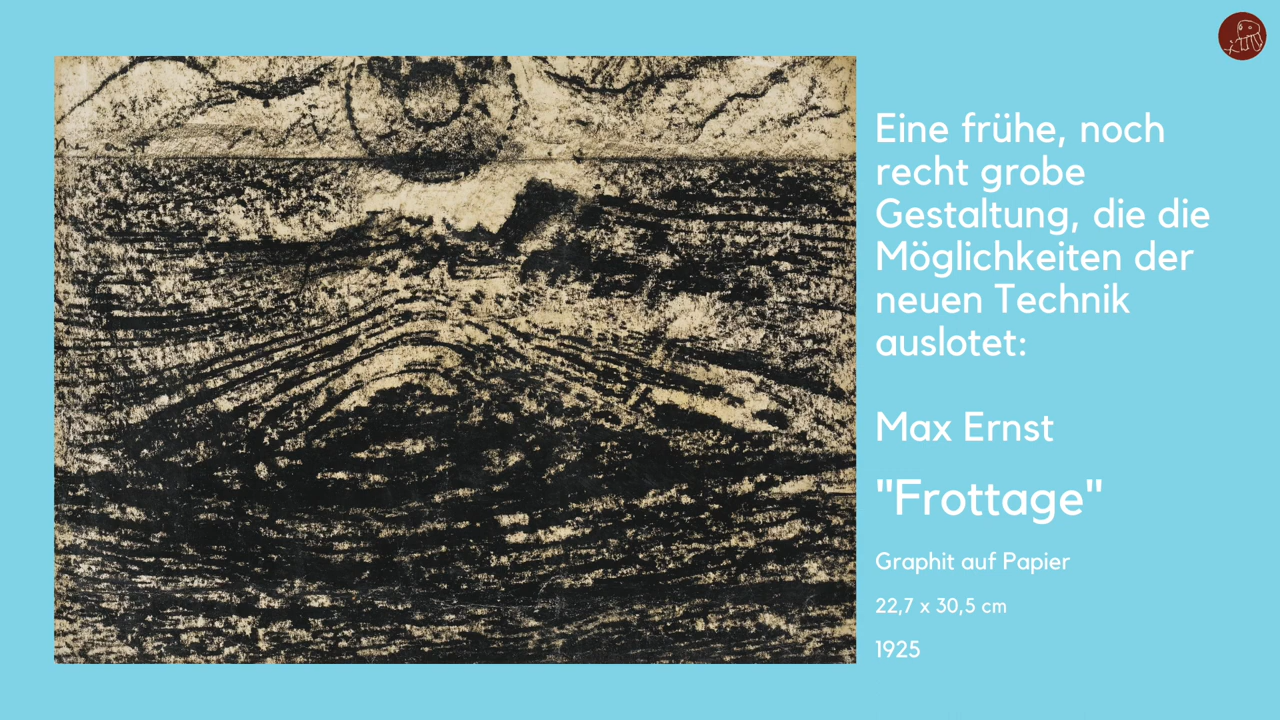 Eine frühe, noch
recht grobe
Gestaltung, die die
Möglichkeiten der
neuen Technik
auslotet:
Max Ernst
"Frottage"
Graphit auf Papier
22,7 x 30,5 cm
1925